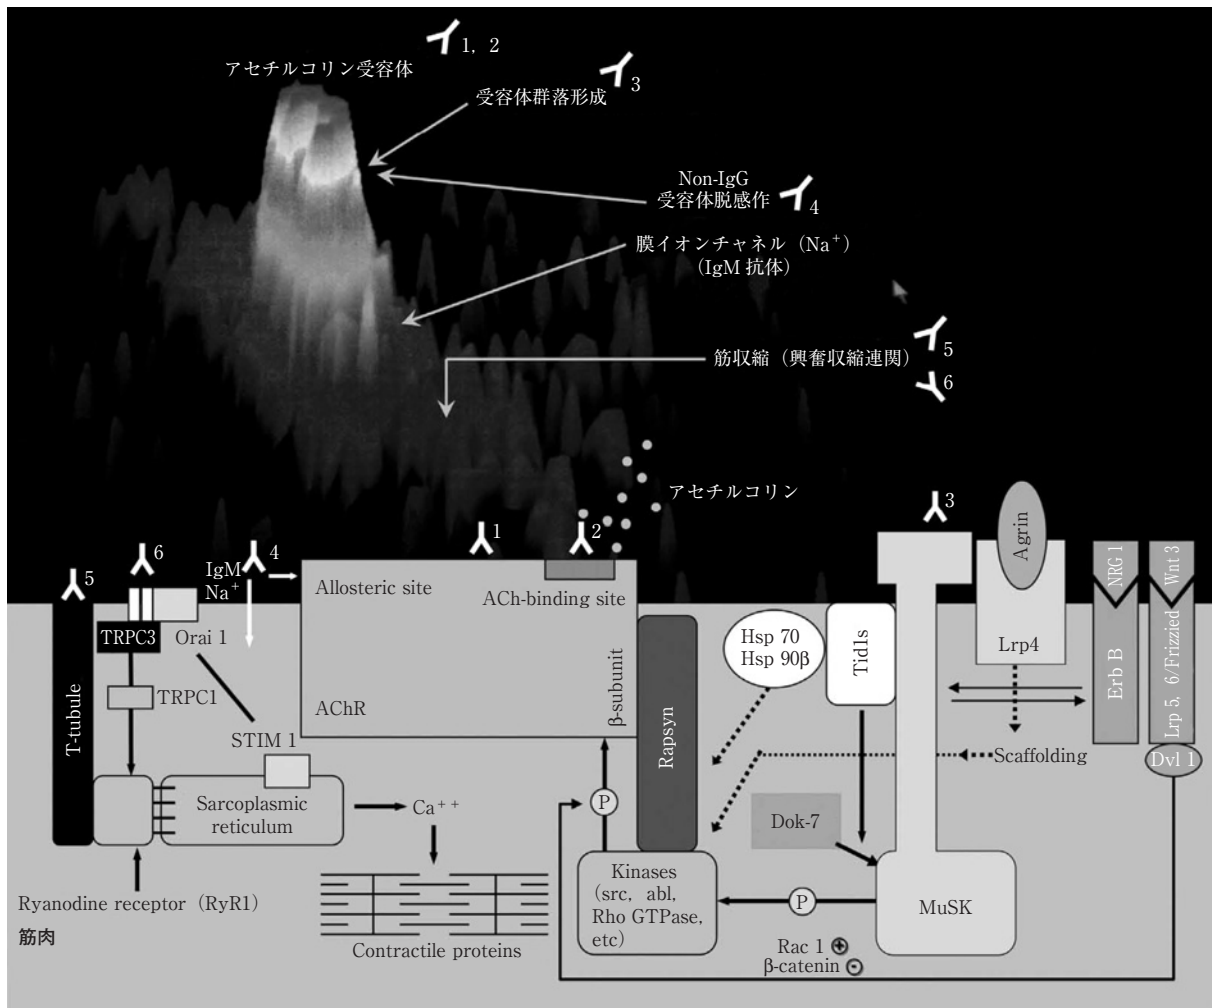 1, 2
アセチルコリン受容体
3
受容体群落形成
Non-IgG
受容体脱感作
4
膜イオンチャネル(Na⁺)
(IgM 抗体)
筋収縮(興奮収縮連関)
5
6
アセチルコリン
3
Agrin
NRG 1
Wnt 3
1
2
6
4
5
IgM
Na⁺
Allosteric site
ACh-binding site
TRPC3
Orai 1
Hsp 70
Hsp 90β
Tid1s
Lrp4
Erb B
Lrp 5, 6/Frizzied
β-subunit
TRPC1
AChR
T-tubule
STIM 1
Rapsyn
Scaffolding
Dvl 1
Sarcoplasmic
reticulum
Ca⁺⁺
P
Dok-7
Kinases
(src, abl,
Rho GTPase,
etc)
P
MuSK
Ryanodine receptor(RyR1)
筋肉
Contractile proteins
Rac 1 +
β-catenin -